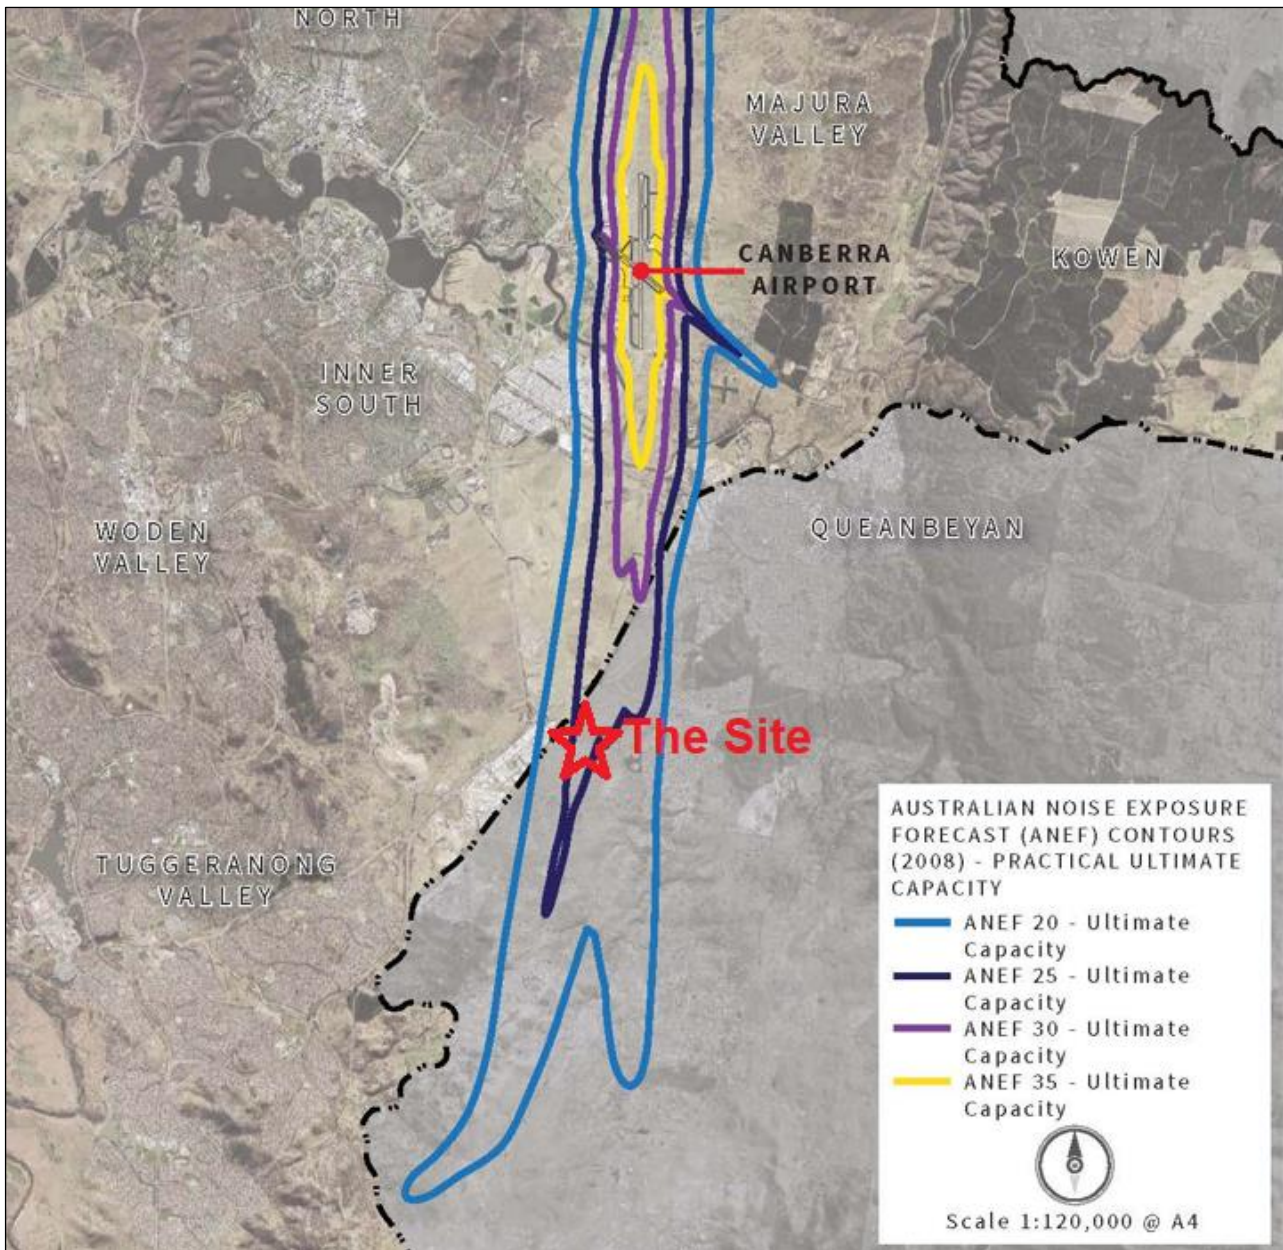 NORTH
MAJURA
VALLEY
CANBERRA
AIRPORT
KOWEN
INNER
SOUTH
WODEN
VALLEY
QUEANBEYAN
The Site
TUGGERANONG
VALLEY
AUSTRALIAN NOISE EXPOSURE
FORECAST (ANEF) CONTOURS
(2008) - PRACTICAL ULTIMATE
CAPACITY
ANEF 20 - Ultimate
Capacity
ANEF 25 - Ultimate
Capacity
ANEF 30 - Ultimate
Capacity
ANEF 35 - Ultimate
Capacity
Scale 1:120,000 @ A4